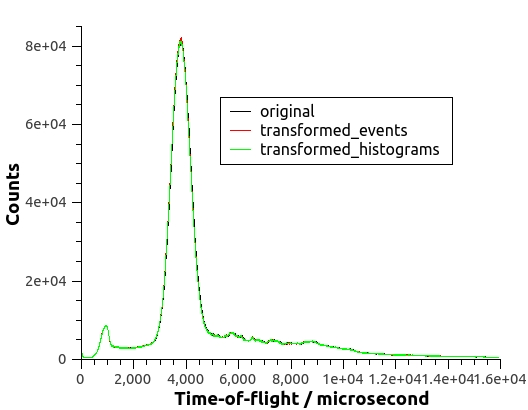 8e+04
original
transformed_events
6e+04
transformed_histograms
Counts
4e+04
2e+04
0
0 2,000 4,000 6,000 8,000 1e+04 1.2e+04 1.4e+04 1.6e+04
Time-of-flight / microsecond